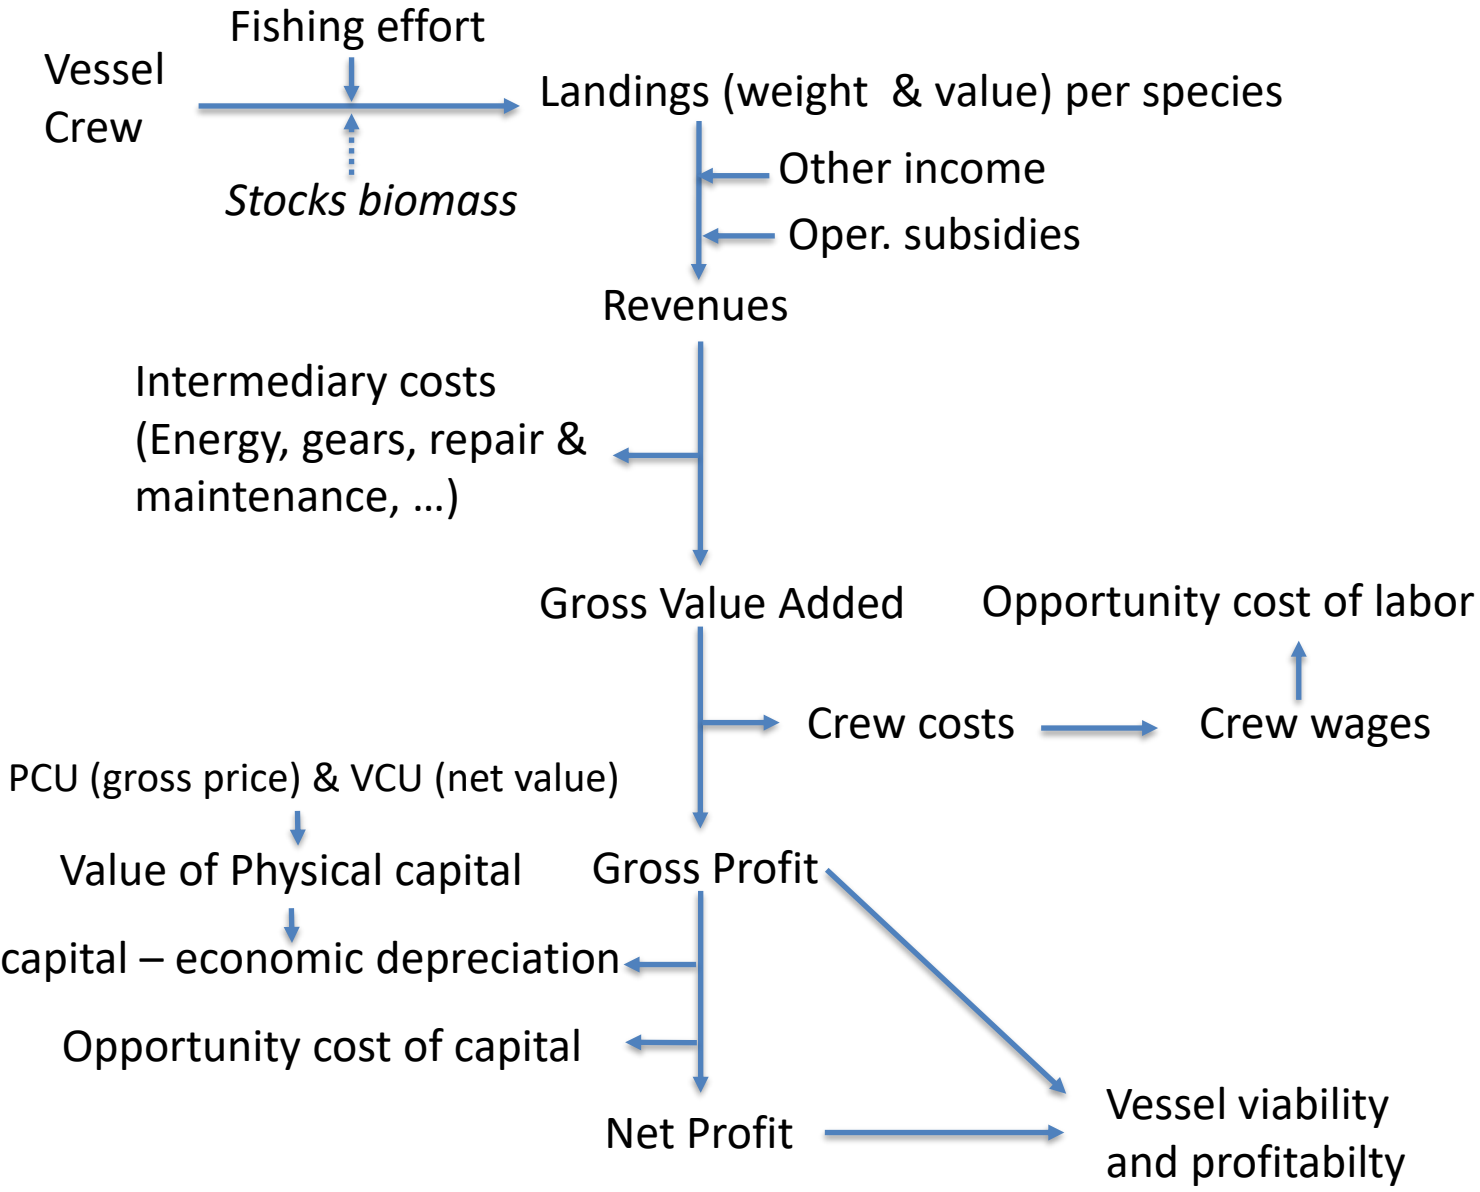 Fishing effort
Vessel
Crew
Landings (weight & value) per species
Stocks biomass
Other income
Oper. subsidies
Revenues
Intermediary costs
(Energy, gears, repair &
maintenance, ...)
Gross Value Added
Opportunity cost of labor
Crew costs
Crew wages
PCU (gross price) & VCU (net value)
Value of Physical capital
Gross Profit
capital – economic depreciation
Opportunity cost of capital
Net Profit
Vessel viability
and profitabilty